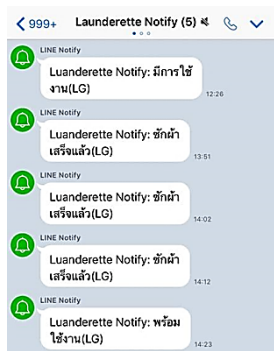 999+ Launderette Notify (5)
LINE Notify
Luanderette Notify: มีการใช้
งาน(LG)
12:26
LINE Notify
Luanderette Notify: ซักผ้า
เสร็จแล้ว(LG)
13:51
LINE Notify
Luanderette Notify: ซักผ้า
เสร็จแล้ว(LG)
14:02
LINE Notify
Luanderette Notify: ซักผ้า
เสร็จแล้ว(LG)
14:12
LINE Notify
Luanderette Notify: พร้อม
ใช้งาน(LG)
14:23